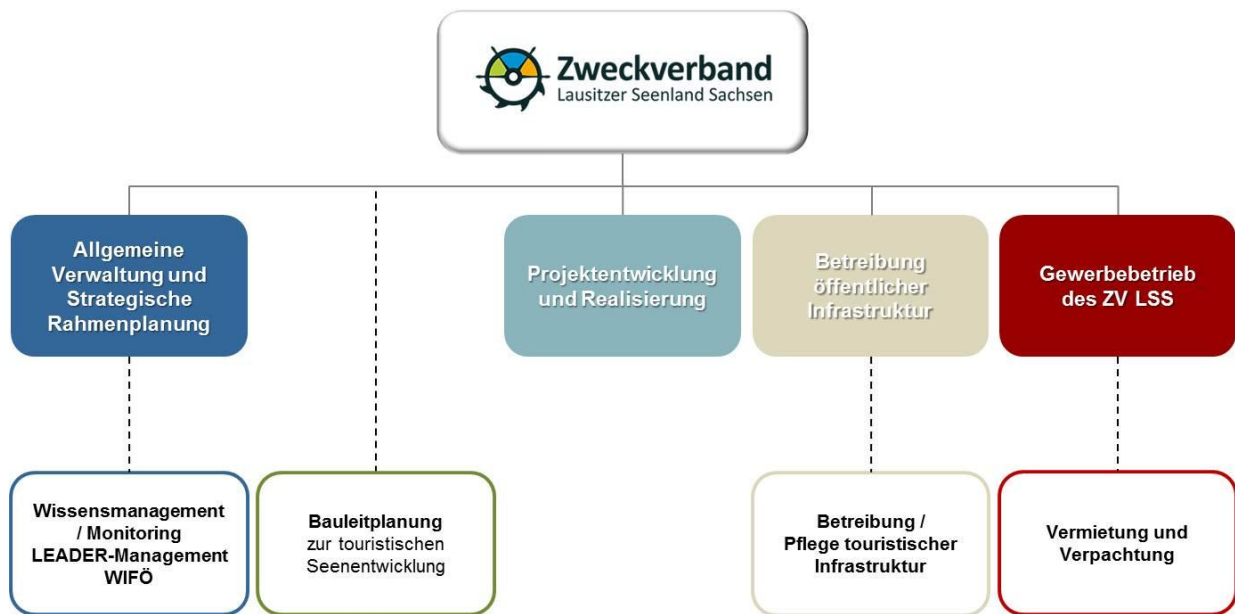 Zweckverband
Lausitzer Seenland Sachsen
Allgemeine
Verwaltung und
Strategische
Rahmenplanung
Projektentwicklung
und Realisierung
Betreibung
öffentlicher
Infrastruktur
Gewerbebetrieb
des ZV LSS
Wissensmanagement
/ Monitoring
LEADER-Management
WIFÖ
Bauleitplanung
zur touristischen
Seenentwicklung
Betreibung /
Pflege touristischer
Infrastruktur
Vermietung und
Verpachtung